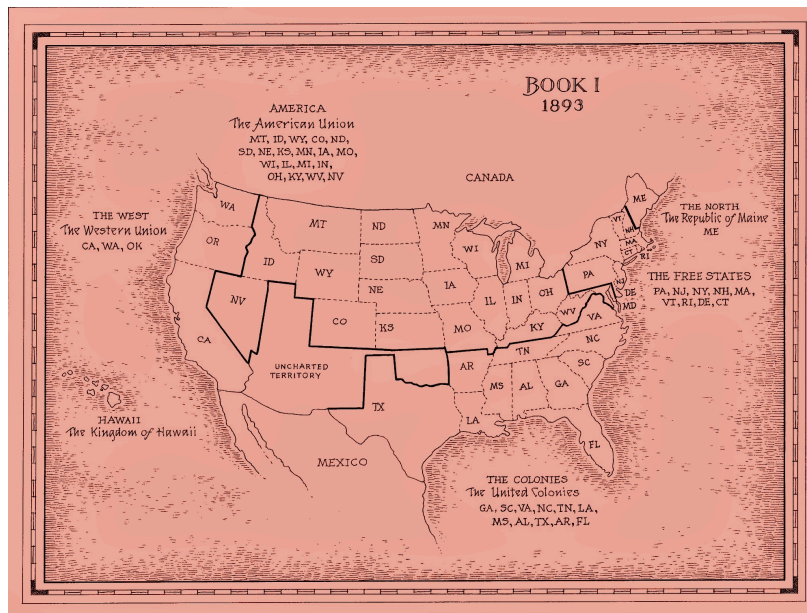 BOOK I
1893
AMERICA
The American Union
MT, ID, WY, CO, ND,
SD, NE, KS, MN, IA, MO,
WI, IL, MI, IN,
OH, KY, WV, NV
CANADA
THE WEST
The Western Union
CA, WA, OK
THE NORTH
The Republic of Maine
ME
THE FREE STATES
PA, NJ, NY, NH, MA,
VT, RI, DE, CT
WA
OR
CA
NV
ID
MT
WY
CO
ND
SD
NE
KS
MN
IA
MO
WI
IL
MI
IN
OH
KY
WV
VA
PA
NY
NJ
DE
MD
VT
NH
MA
CT
RI
ME
UNCHARTED
TERRITORY
TX
AR
LA
TN
MS
AL
GA
NC
SC
FL
HAWAII
The Kingdom of Hawaii
MEXICO
THE COLONIES
The United Colonies
GA, SC, VA, NC, TN, LA,
MS, AL, TX, AR, FL